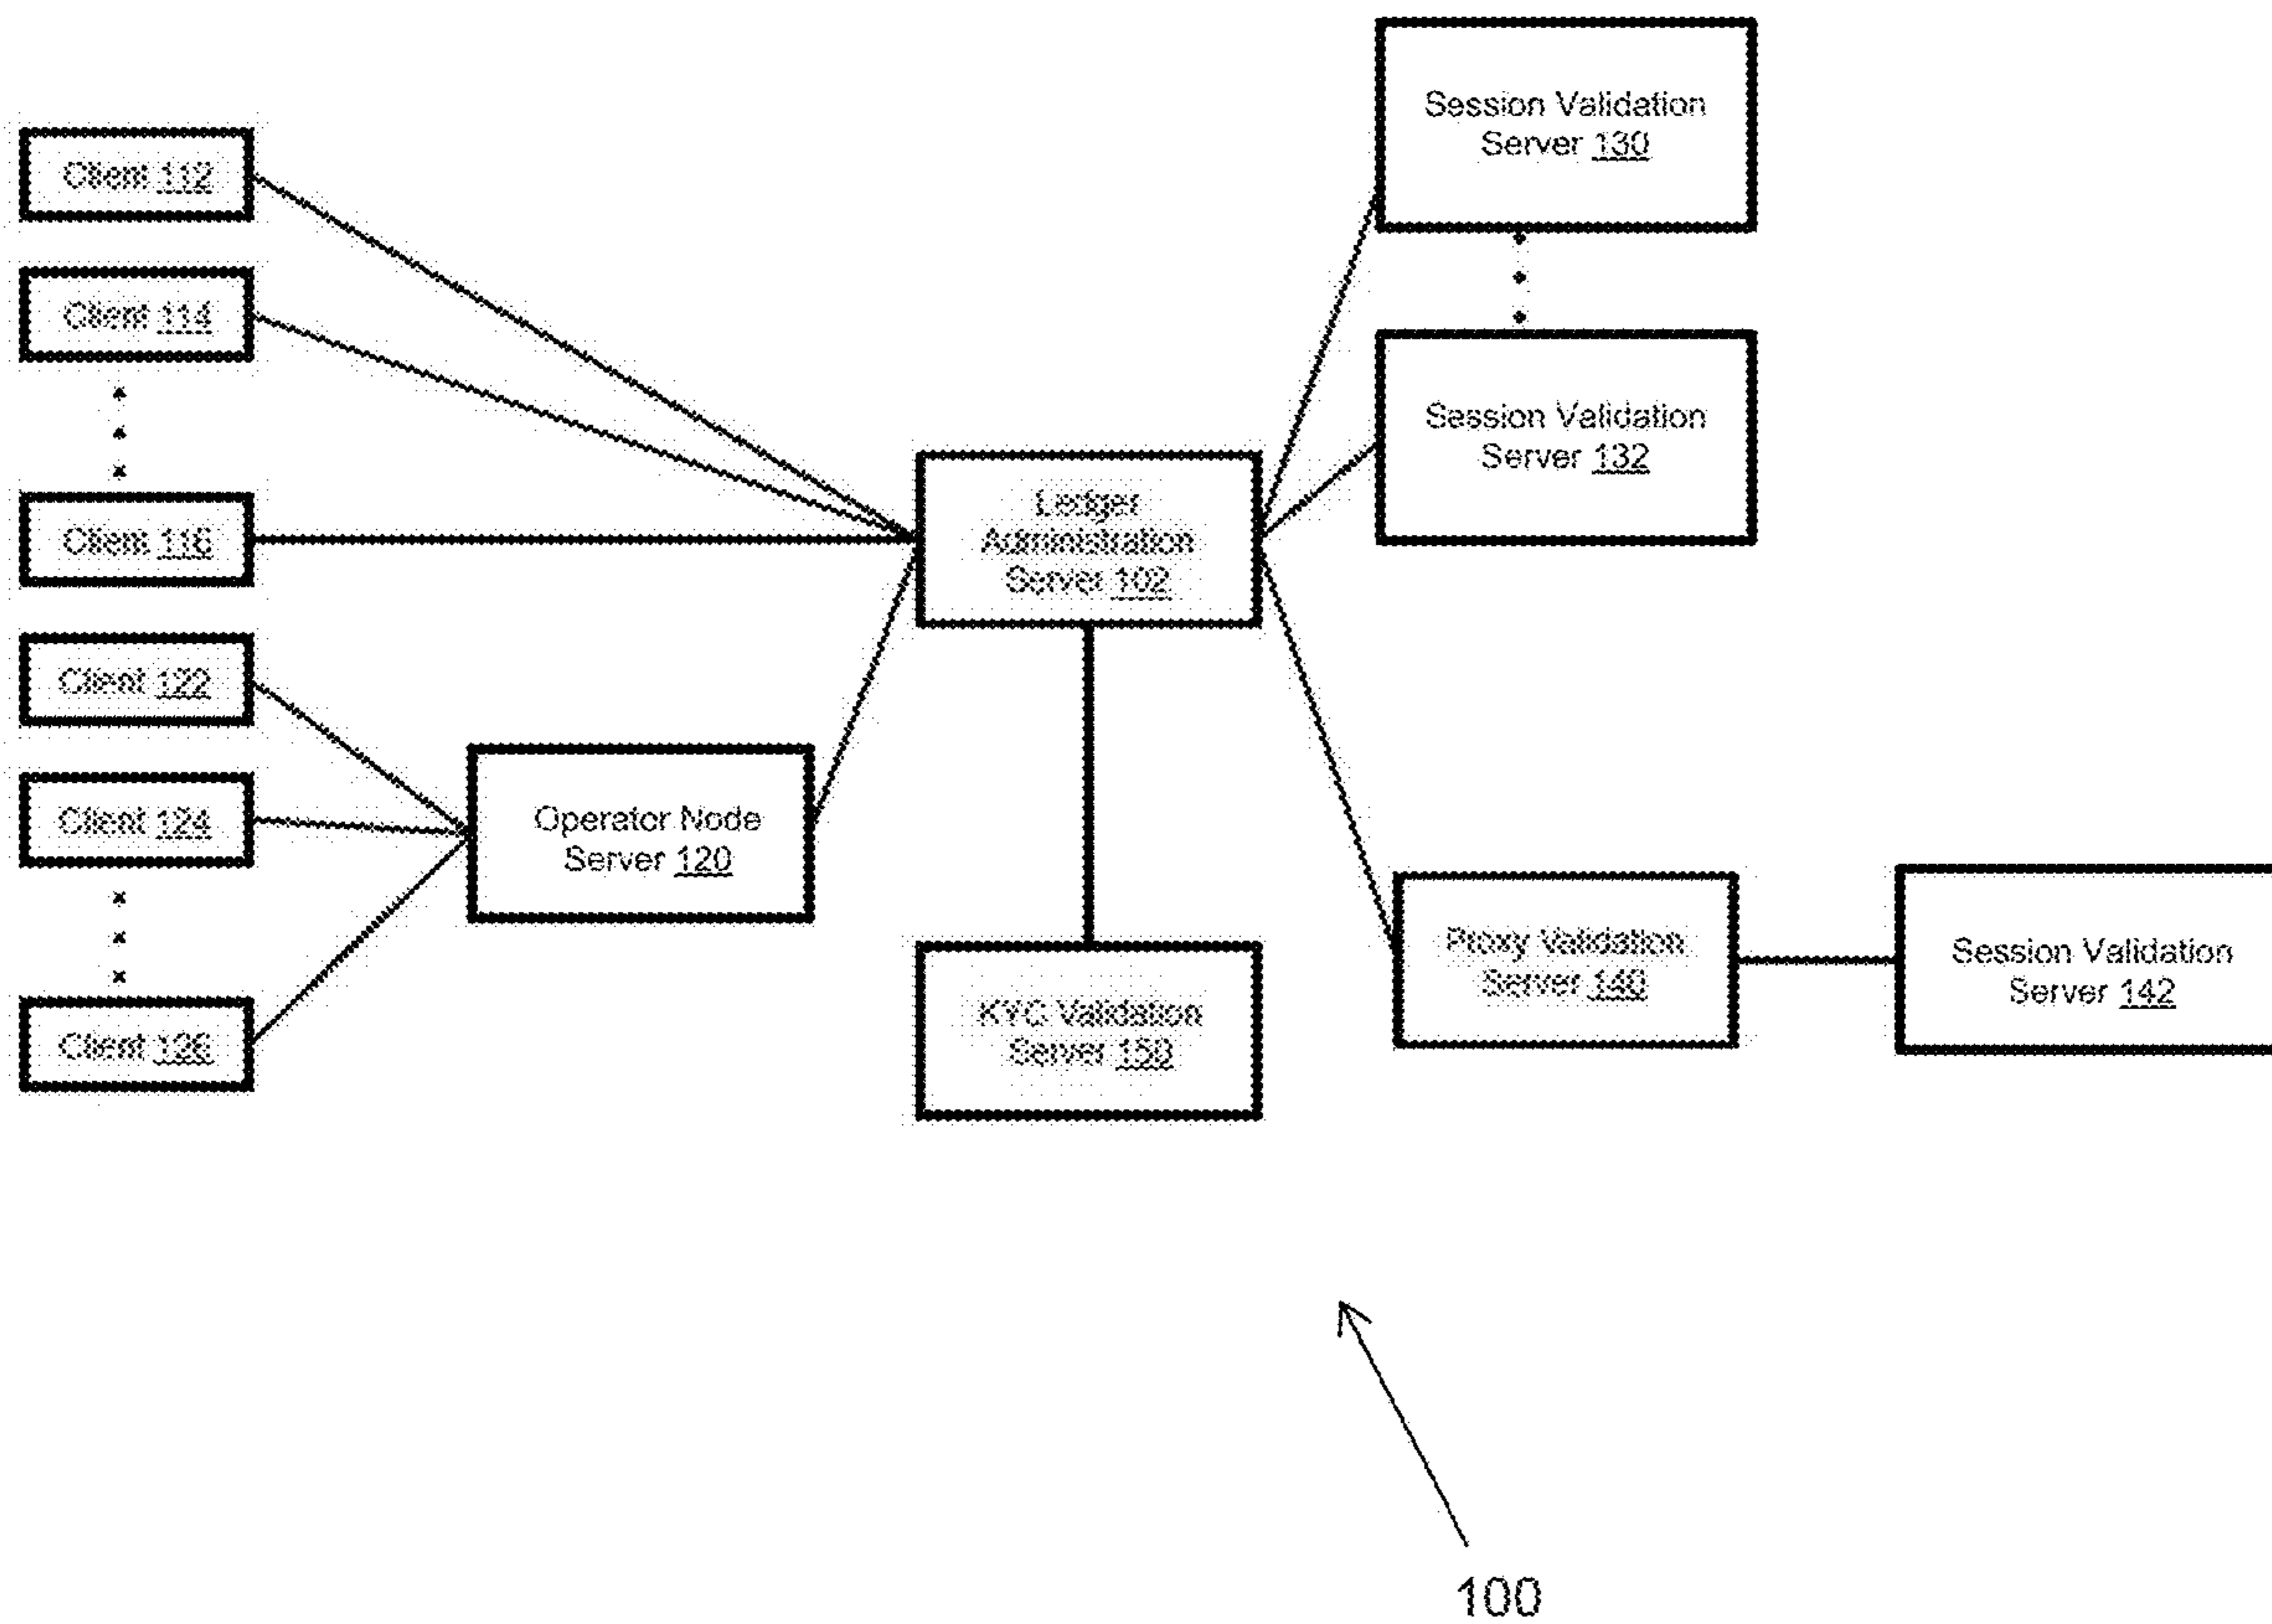 Client 112
Client 114
Client 116
Client 122
Client 124
Client 126
Operator Node
Server 120
Ledger
Administration
Server 102
KYC Validation
Server 150
Session Validation
Server 130
Session Validation
Server 132
Proxy Validation
Server 140
Session Validation
Server 142
100